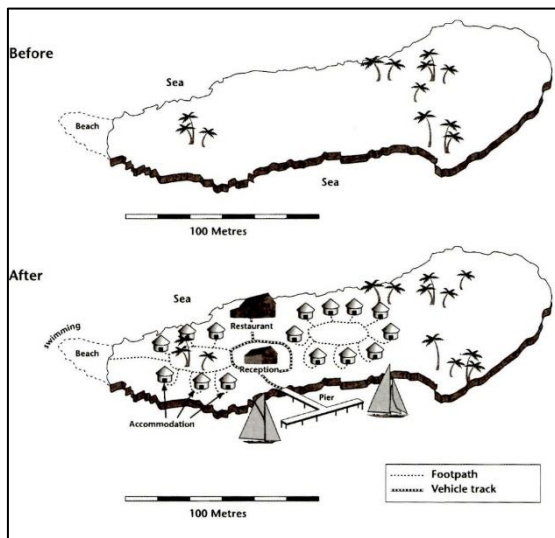 Before
Sea
Beach
Sea
100 Metres
After
Sea
swimming
Beach
Restaurant
Reception
Pier
Accommodation
Footpath
Vehicle track
100 Metres